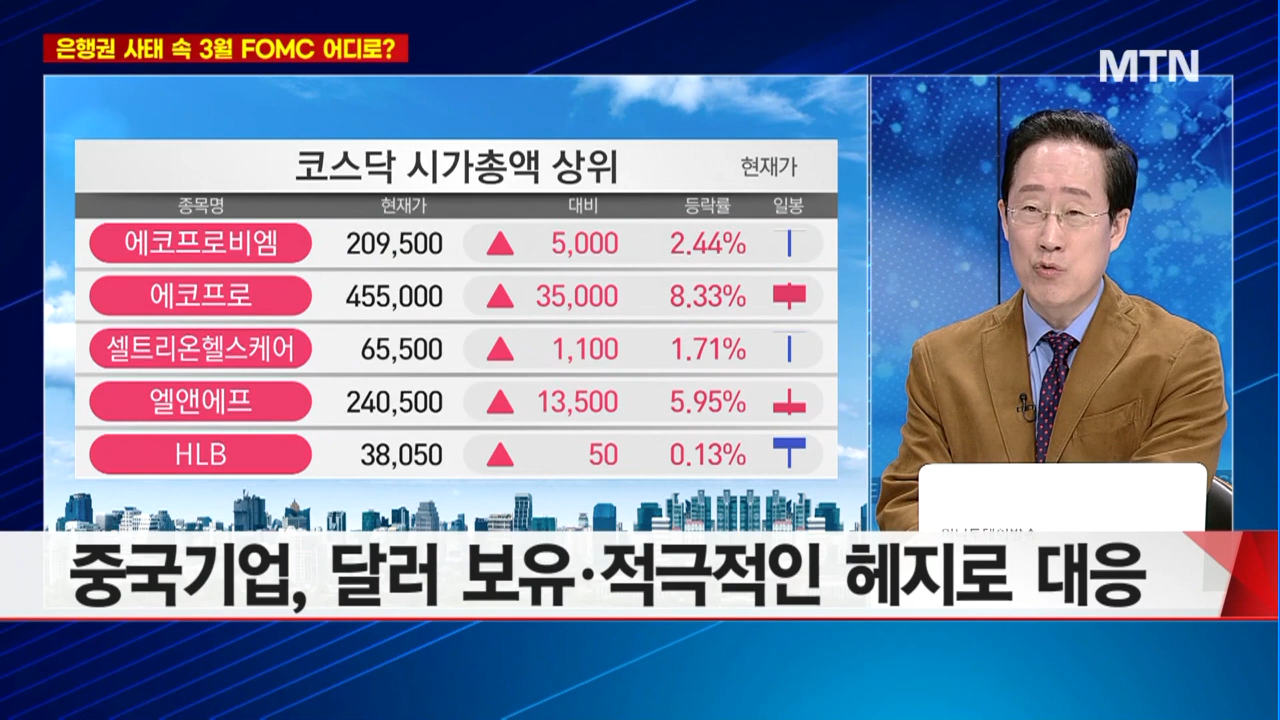 은행권 사태 속 3월 FOMC 어디로?
MTN
코스닥 시가총액 상위 현재가
종목명 현재가 대비 등락률 일봉
에코프로비엠 209,500 ▲ 5,000 2.44%
에코프로 455,000 ▲ 35,000 8.33%
셀트리온헬스케어 65,500 ▲ 1,100 1.71%
엘앤에프 240,500 ▲ 13,500 5.95%
HLB 38,050 ▲ 50 0.13%
중국기업, 달러 보유·적극적인 헤지로 대응